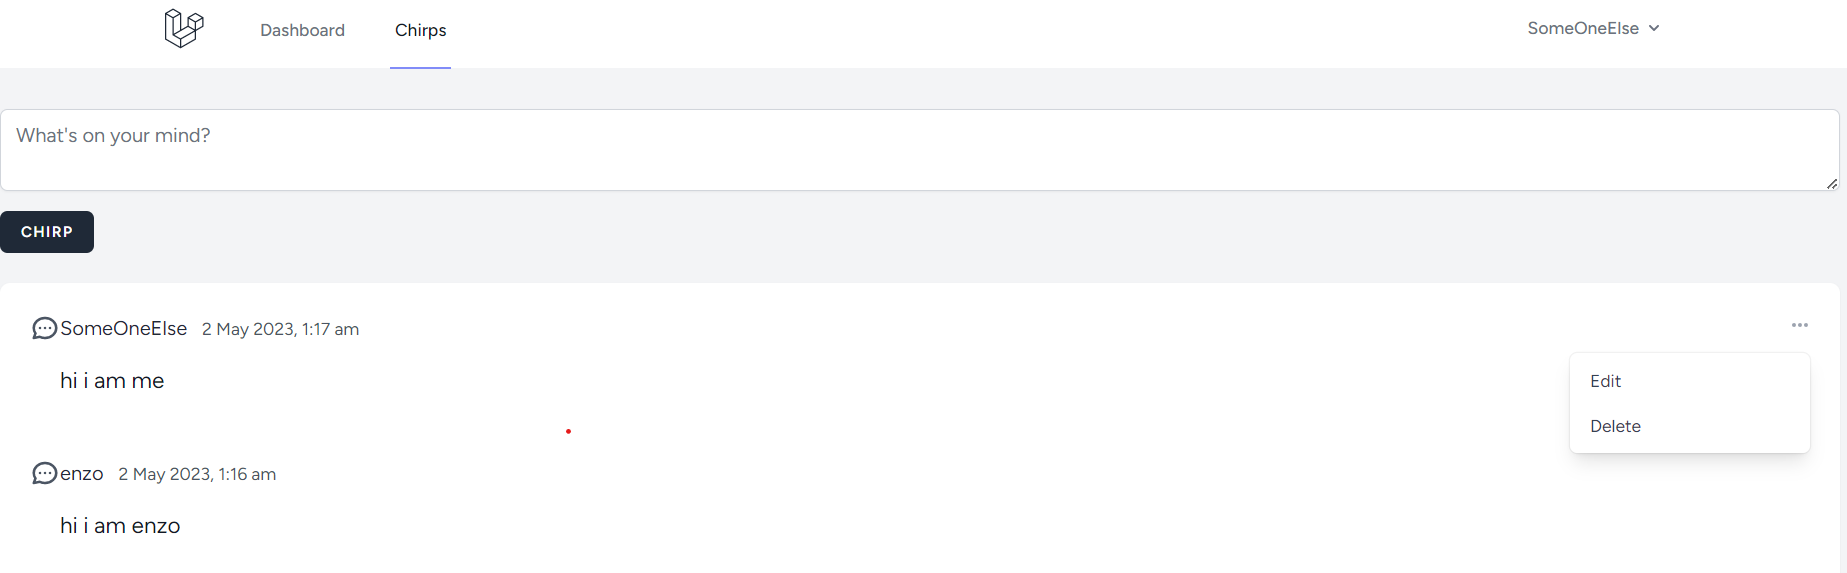 Dashboard Chirps SomeOneElse
What's on your mind?
CHIRP
SomeOneElse 2 May 2023, 1:17 am
hi i am me
Edit
Delete
enzo 2 May 2023, 1:16 am
hi i am enzo